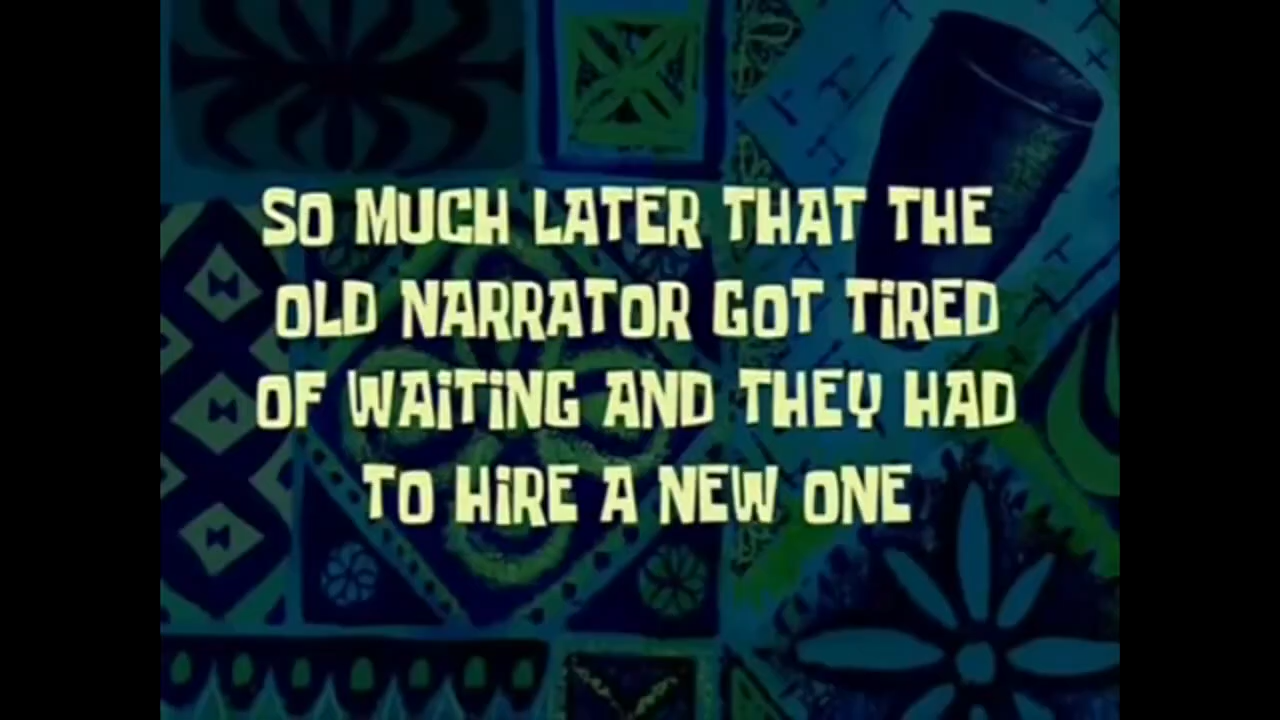 SO MUCH LATER THAT THE
OLD NARRATOR GOT TiRED
OF WAiTiNG AND THEY HAD
TO HiRE A NEW ONE